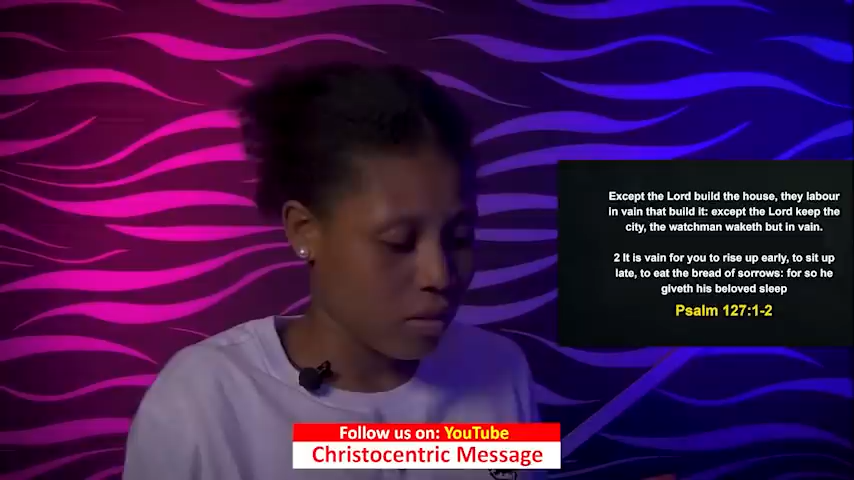 Except the Lord build the house, they labour
in vain that build it: except the Lord keep the
city, the watchman waketh but in vain.
2 It is vain for you to rise up early, to sit up
late, to eat the bread of sorrows: for so he
giveth his beloved sleep
Psalm 127:1-2
Follow us on: YouTube
Christocentric Message